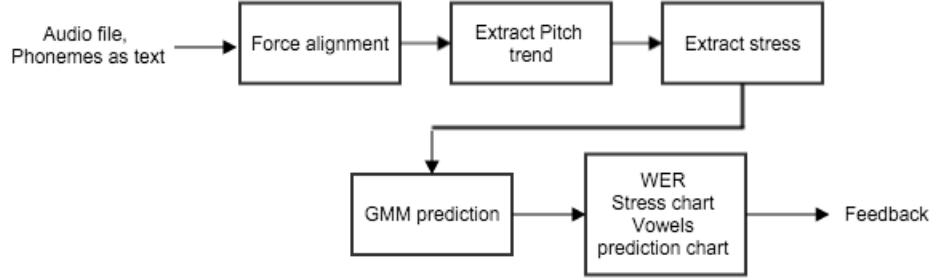 Audio file,
Phonemes as text
Force alignment
Extract Pitch
trend
Extract stress
GMM prediction
WER
Stress chart
Vowels
prediction chart
Feedback